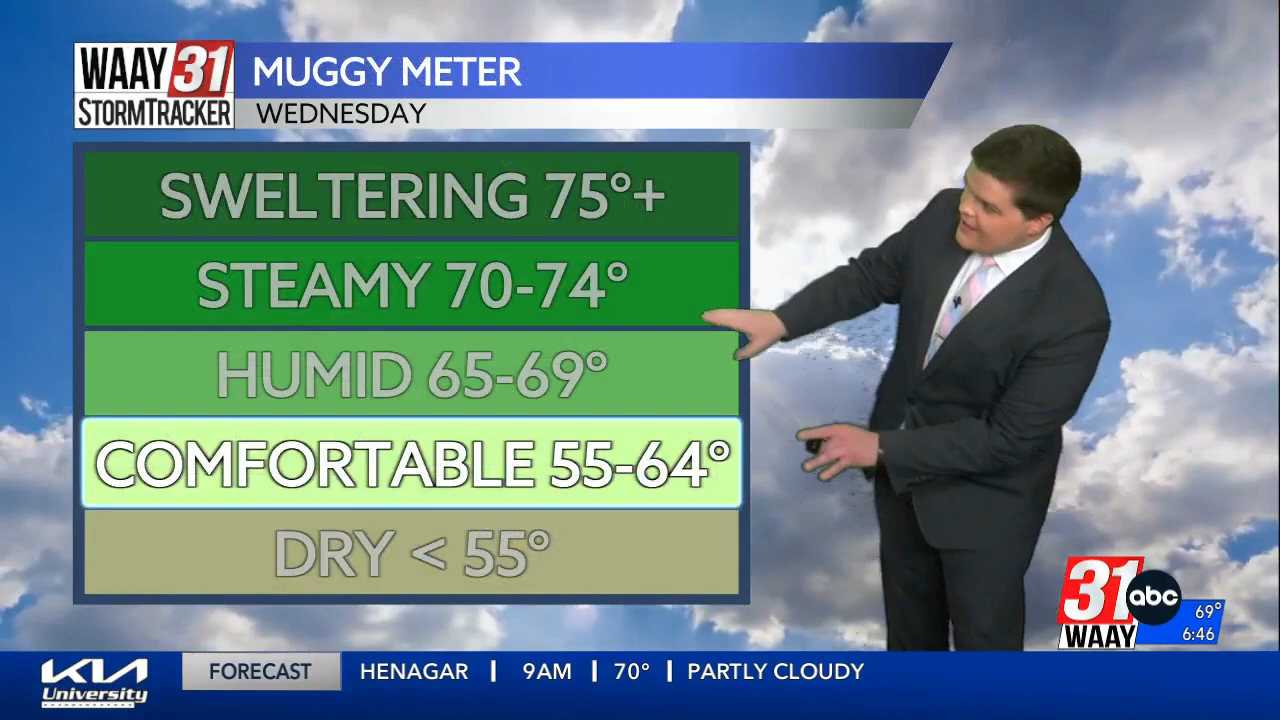 WAAY 31
STORMTRACKER
MUGGY METER
WEDNESDAY
SWELTERING 75°+
STEAMY 70-74°
HUMID 65-69°
COMFORTABLE 55-64°
DRY < 55°
31
abc
WAAY
69°
6:46
KIA
University
FORECAST
HENAGAR | 9AM | 70° | PARTLY CLOUDY